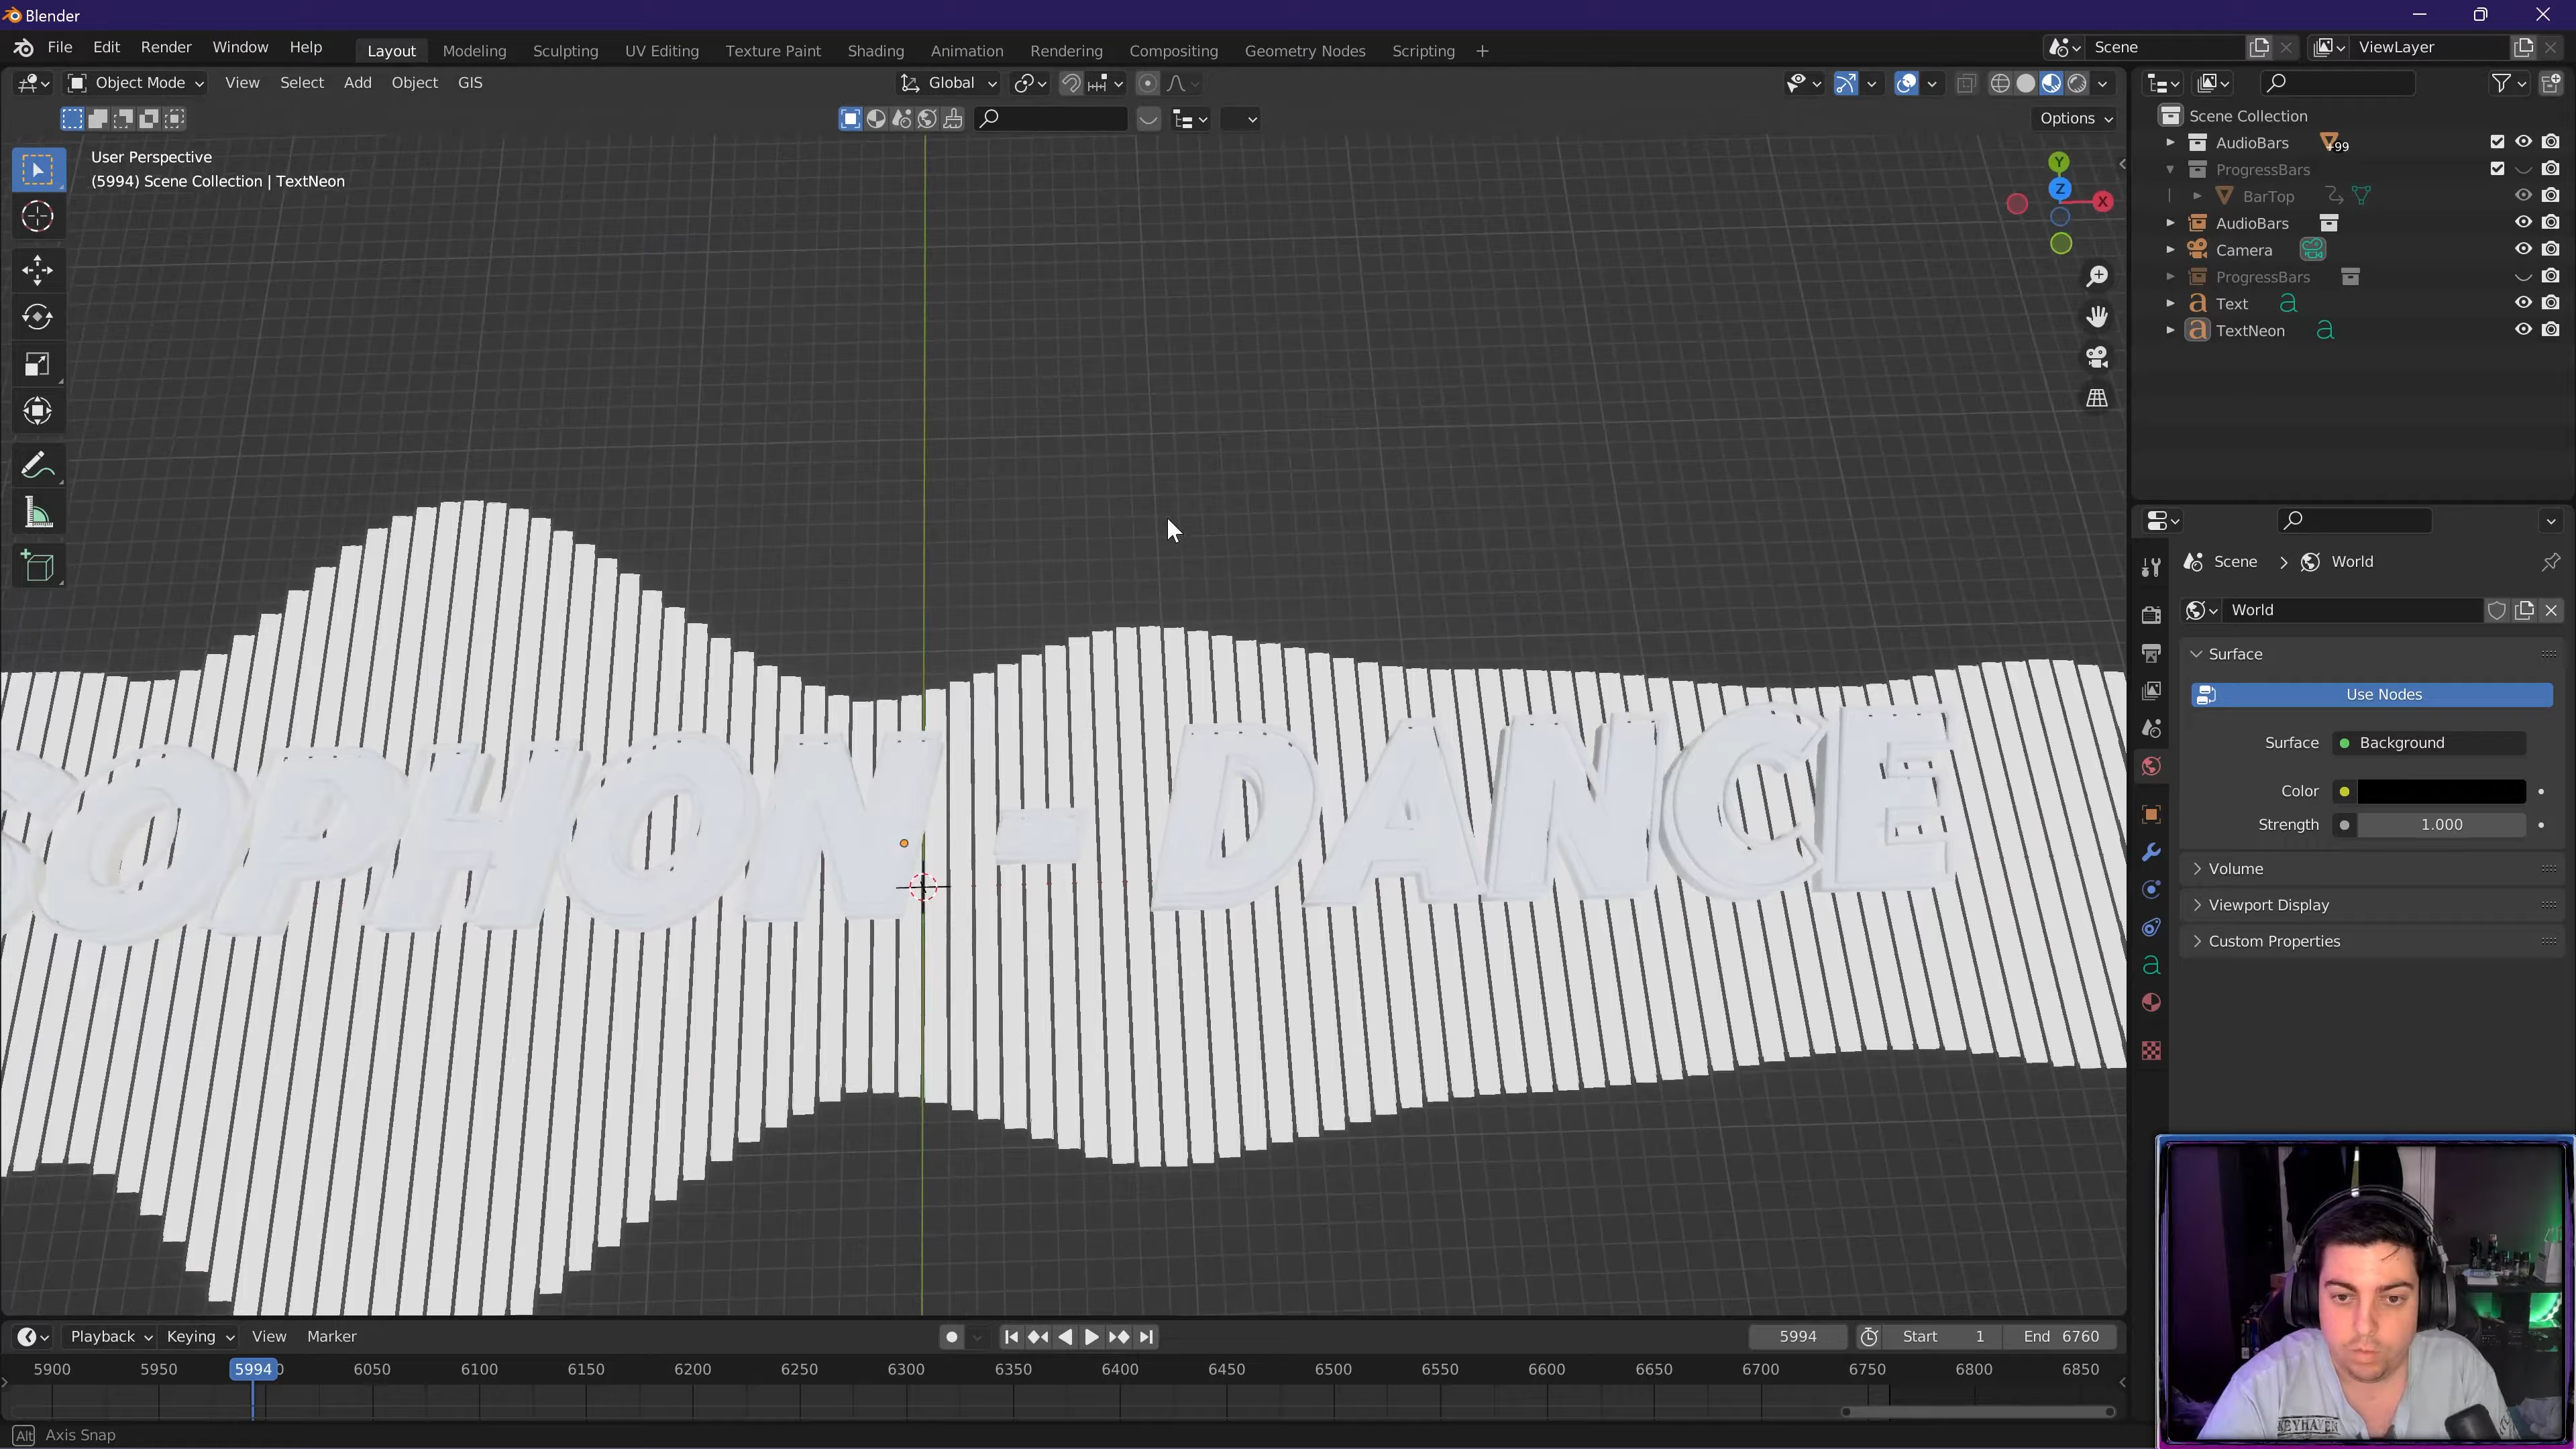 Blender
File Edit Render Window Help Layout Modeling Sculpting UV Editing Texture Paint Shading Animation Rendering Compositing Geometry Nodes Scripting + Scene ViewLayer
Object Mode View Select Add Object GIS Global
Options
User Perspective
(5994) Scene Collection | TextNeon
Y
Z
X
Scene Collection
AudioBars +99
ProgressBars
BarTop
AudioBars
Camera
ProgressBars
Text
TextNeon
Scene > World
World
Surface
Use Nodes
Surface Background
Color
Strength 1.000
Volume
Viewport Display
Custom Properties
SOPHON - DANCE
Playback Keying View Marker 5994 Start 1 End 6760
5900 5950 5994 6050 6100 6150 6200 6250 6300 6350 6400 6450 6500 6550 6600 6650 6700 6750 6800 6850
Alt Axis Snap
KEYHAVEN